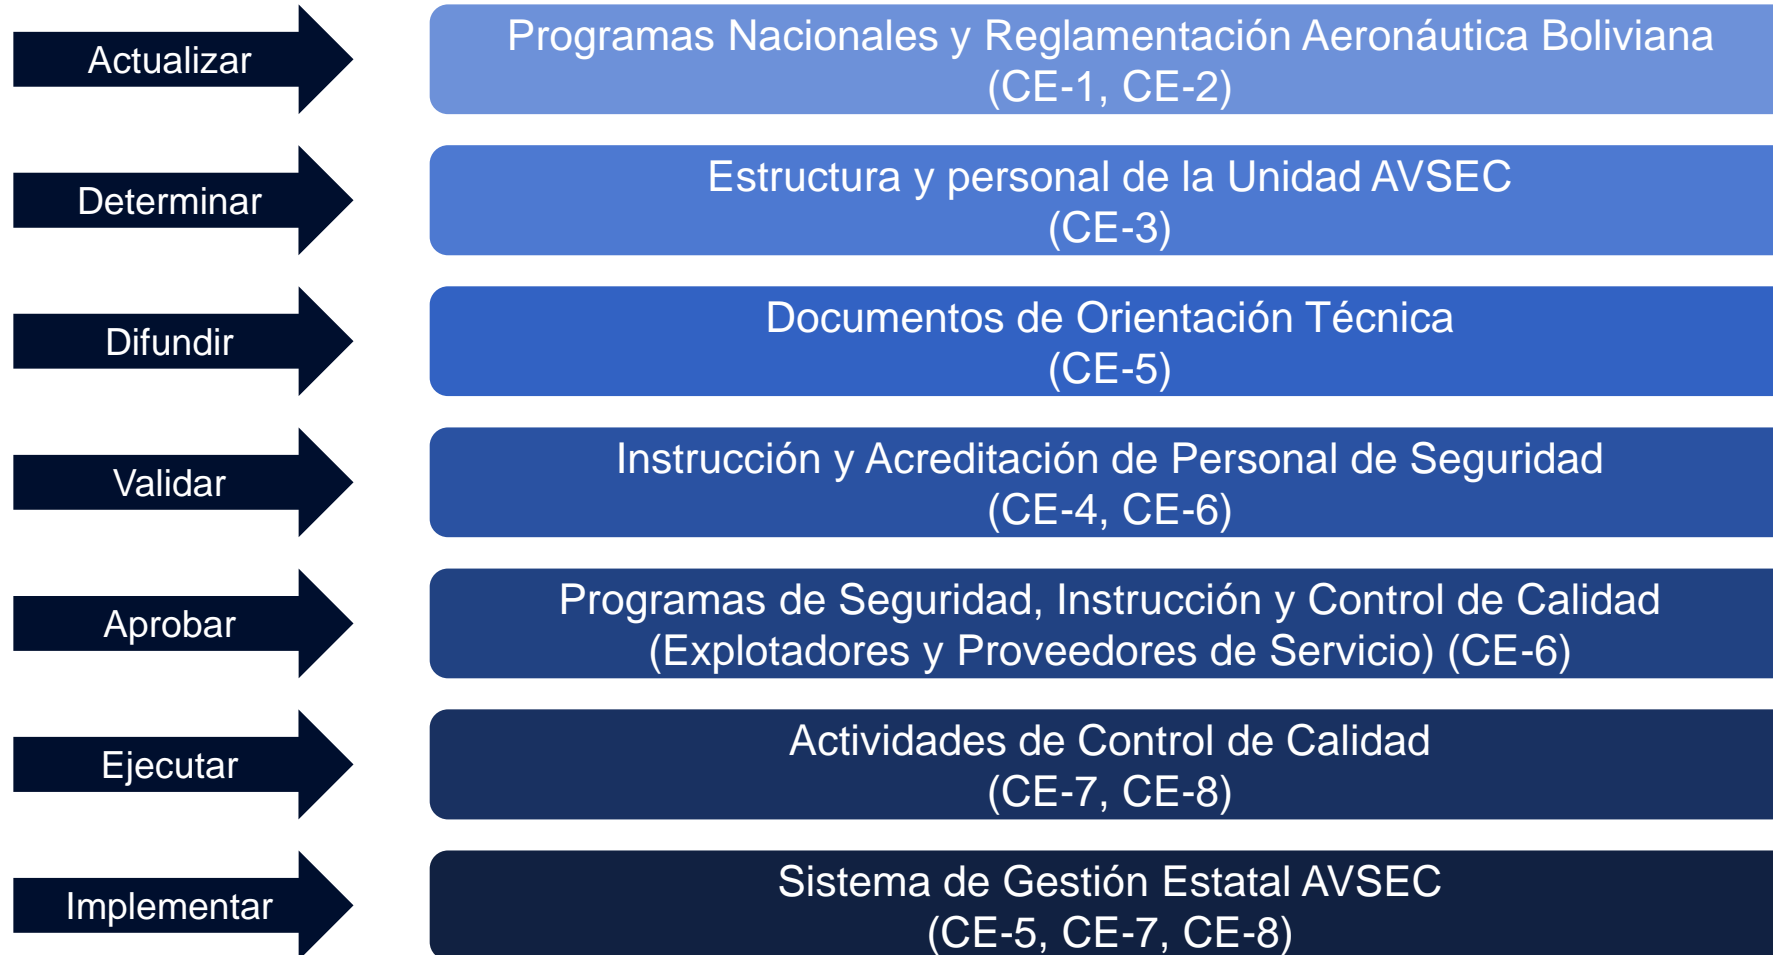 Actualizar
Programas Nacionales y Reglamentación Aeronáutica Boliviana
(CE-1, CE-2)
Determinar
Estructura y personal de la Unidad AVSEC
(CE-3)
Difundir
Documentos de Orientación Técnica
(CE-5)
Validar
Instrucción y Acreditación de Personal de Seguridad
(CE-4, CE-6)
Aprobar
Programas de Seguridad, Instrucción y Control de Calidad
(Explotadores y Proveedores de Servicio) (CE-6)
Ejecutar
Actividades de Control de Calidad
(CE-7, CE-8)
Implementar
Sistema de Gestión Estatal AVSEC
(CE-5, CE-7, CE-8)